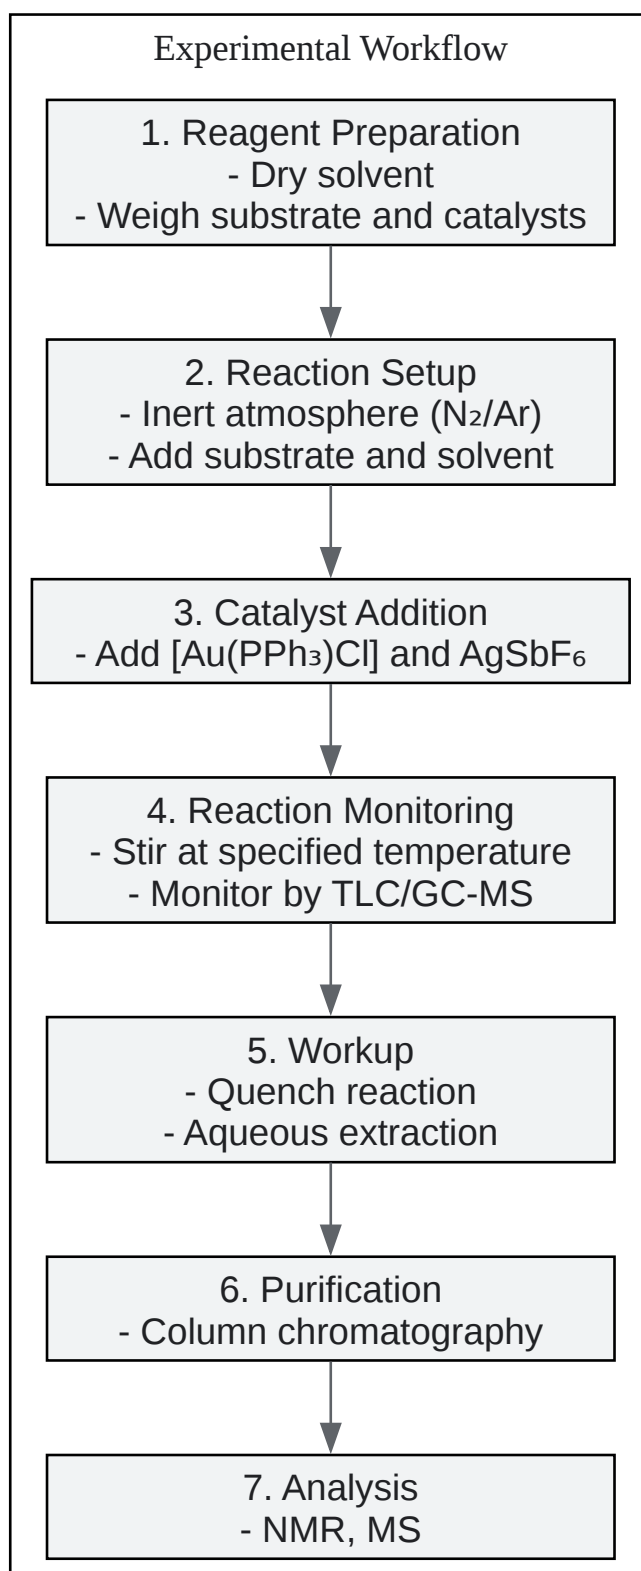 Experimental Workflow
1. Reagent Preparation
- Dry solvent
- Weigh substrate and catalysts
2. Reaction Setup
- Inert atmosphere (N₂/Ar)
- Add substrate and solvent
3. Catalyst Addition
- Add [Au(PPh₃)Cl] and AgSbF₆
4. Reaction Monitoring
- Stir at specified temperature
- Monitor by TLC/GC-MS
5. Workup
- Quench reaction
- Aqueous extraction
6. Purification
- Column chromatography
7. Analysis
- NMR, MS